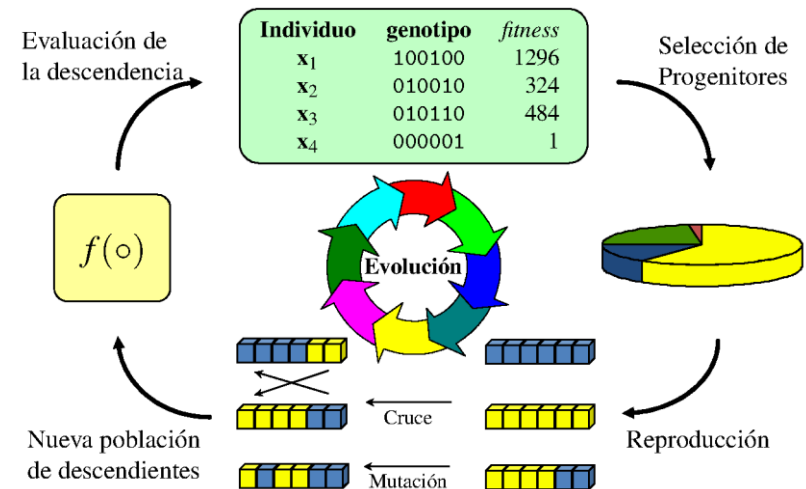 Evaluación de
la descendencia
Individuo genotipo fitness
x1 100100 1296
x2 010010 324
x3 010110 484
x4 000001 1
Selección de
Progenitores
f(∘)
Evolución
Cruce
Mutación
Reproducción
Nueva población
de descendientes